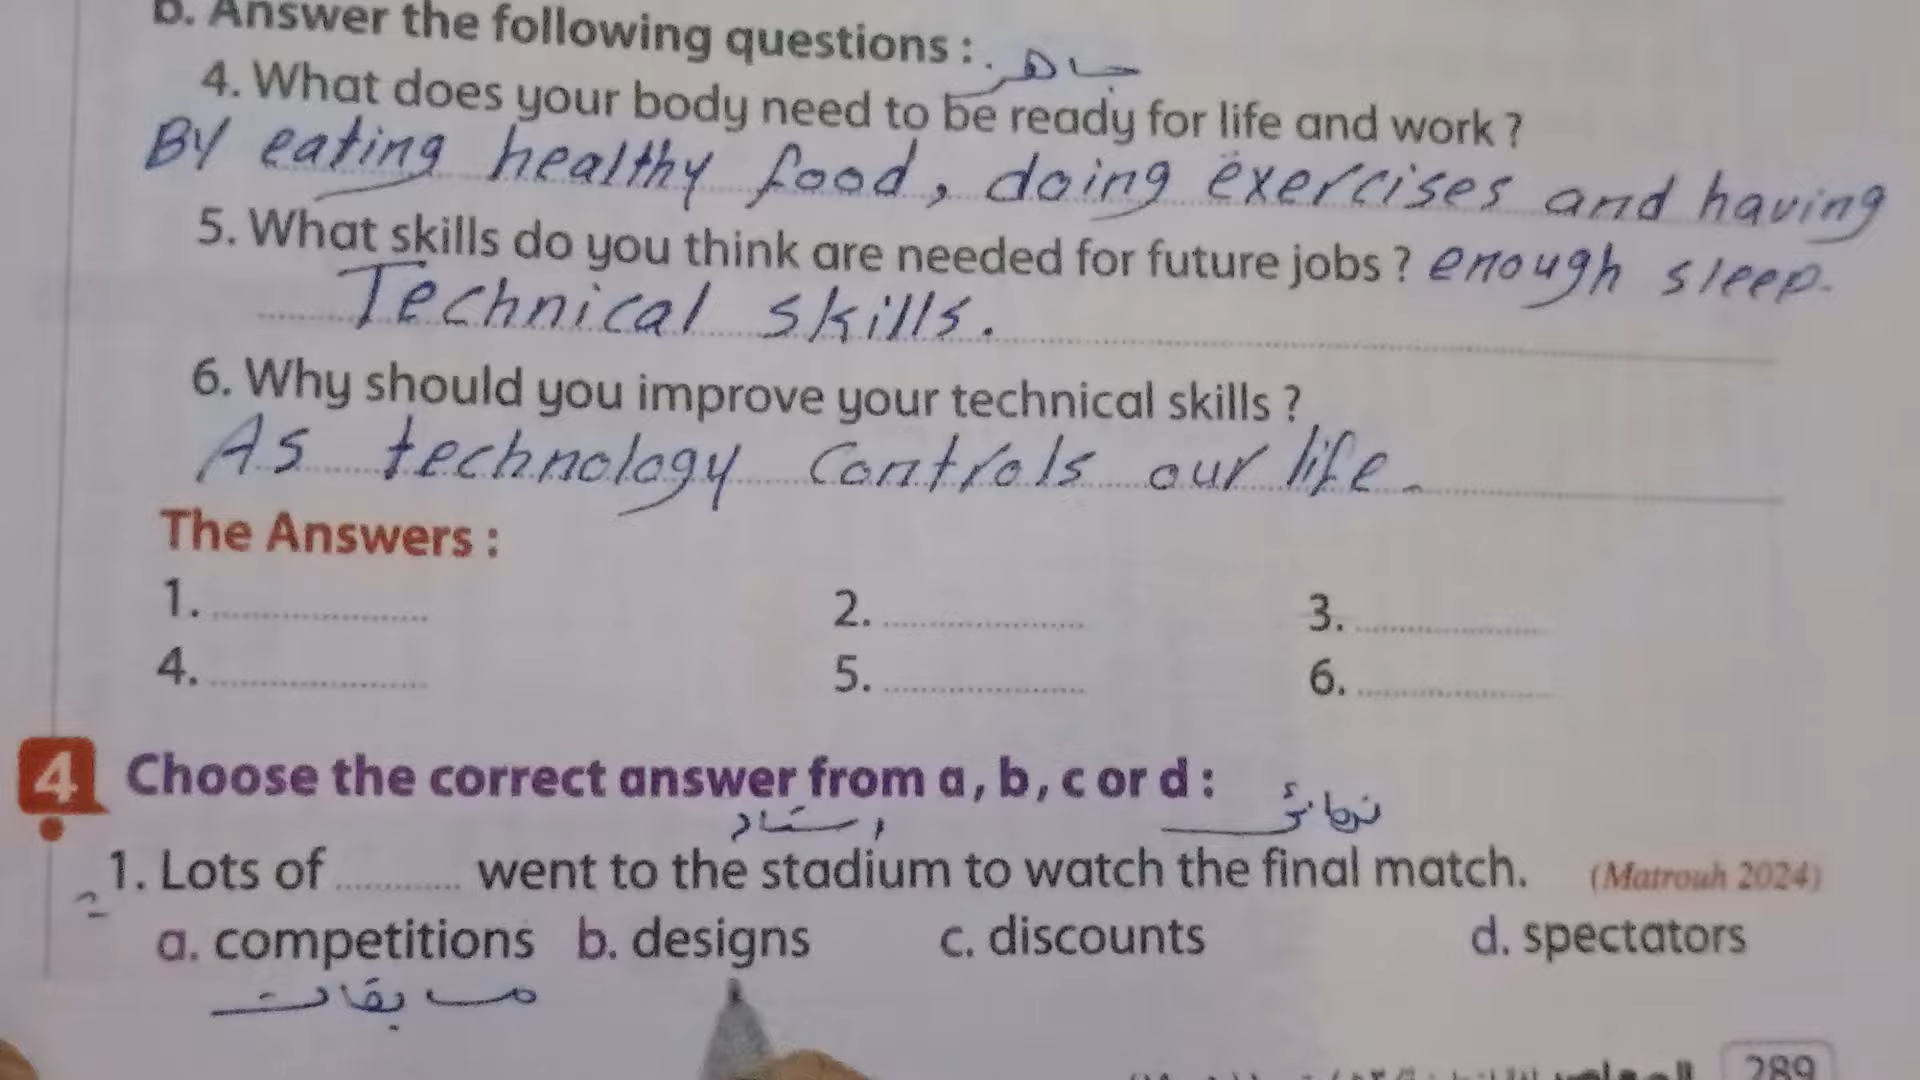 b. Answer the following questions :
جاهز
4. What does your body need to be ready for life and work ?
By eating healthy food, doing exercises and having
5. What skills do you think are needed for future jobs ? enough sleep.
Technical skills.
6. Why should you improve your technical skills ?
As technology controls our life.
The Answers :
1. ............ 2. ............ 3. ............
4. ............ 5. ............ 6. ............
4 Choose the correct answer from a, b, c or d :
استاد نهائى
1. Lots of ............ went to the stadium to watch the final match. (Matrouh 2024)
a. competitions b. designs c. discounts d. spectators
مسابقات
289